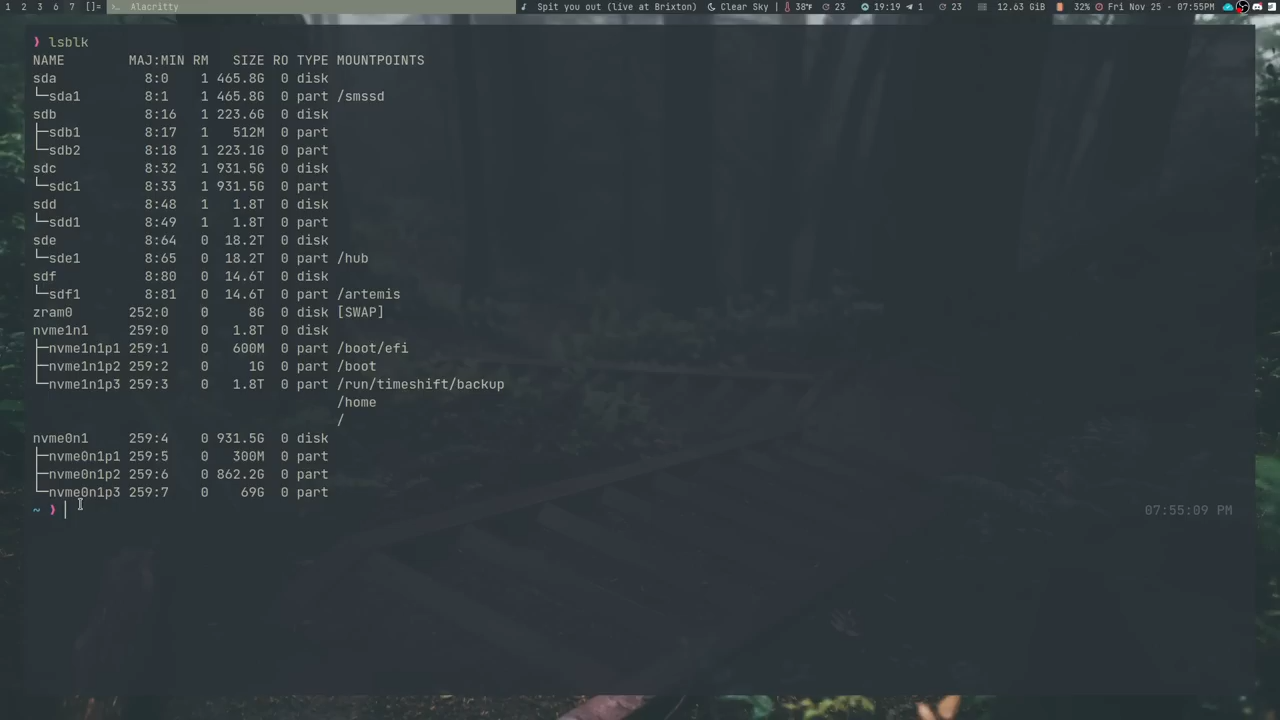 1 2 3 6 7 []= Alacritty Spit you out (live at Brixton) Clear Sky | 38°F 23 19:19 1 23 12.63 GiB 32% Fri Nov 25 - 07:55PM
❱ lsblk
NAME MAJ:MIN RM SIZE RO TYPE MOUNTPOINTS
sda 8:0 1 465.8G 0 disk
└─sda1 8:1 1 465.8G 0 part /smssd
sdb 8:16 1 223.6G 0 disk
├─sdb1 8:17 1 512M 0 part
└─sdb2 8:18 1 223.1G 0 part
sdc 8:32 1 931.5G 0 disk
└─sdc1 8:33 1 931.5G 0 part
sdd 8:48 1 1.8T 0 disk
└─sdd1 8:49 1 1.8T 0 part
sde 8:64 0 18.2T 0 disk
└─sde1 8:65 0 18.2T 0 part /hub
sdf 8:80 0 14.6T 0 disk
└─sdf1 8:81 0 14.6T 0 part /artemis
zram0 252:0 0 8G 0 disk [SWAP]
nvme1n1 259:0 0 1.8T 0 disk
├─nvme1n1p1 259:1 0 600M 0 part /boot/efi
├─nvme1n1p2 259:2 0 1G 0 part /boot
└─nvme1n1p3 259:3 0 1.8T 0 part /run/timeshift/backup
/home
/
nvme0n1 259:4 0 931.5G 0 disk
├─nvme0n1p1 259:5 0 300M 0 part
├─nvme0n1p2 259:6 0 862.2G 0 part
└─nvme0n1p3 259:7 0 69G 0 part
~ ❱ 07:55:09 PM